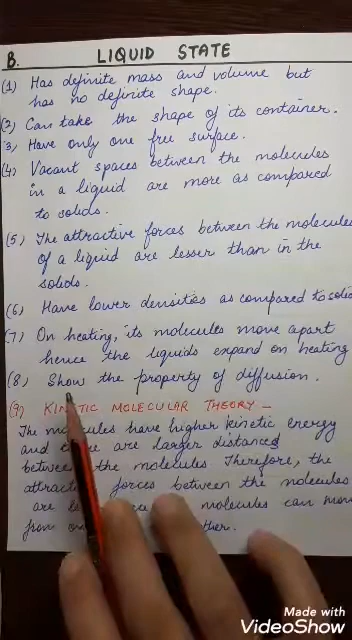 B. LIQUID STATE
(1) Has definite mass and volume but
has no definite shape.
(2) Can take the shape of its container.
(3) Have only one free surface.
(4) Vacant spaces between the molecules
in a liquid are more as compared
to solids.
(5) The attractive forces between the molecules
of a liquid are lesser than in the
solids.
(6) Have lower densities as compared to solid
(7) On heating, its molecules move apart
hence the liquids expand on heating
(8) Show the property of diffusion.
(9) KINETIC MOLECULAR THEORY –
The molecules have higher kinetic energy
and are larger distanced
between the molecules. Therefore, the
forces between the molecules
are molecules can mov
from
Made with
VideoShow